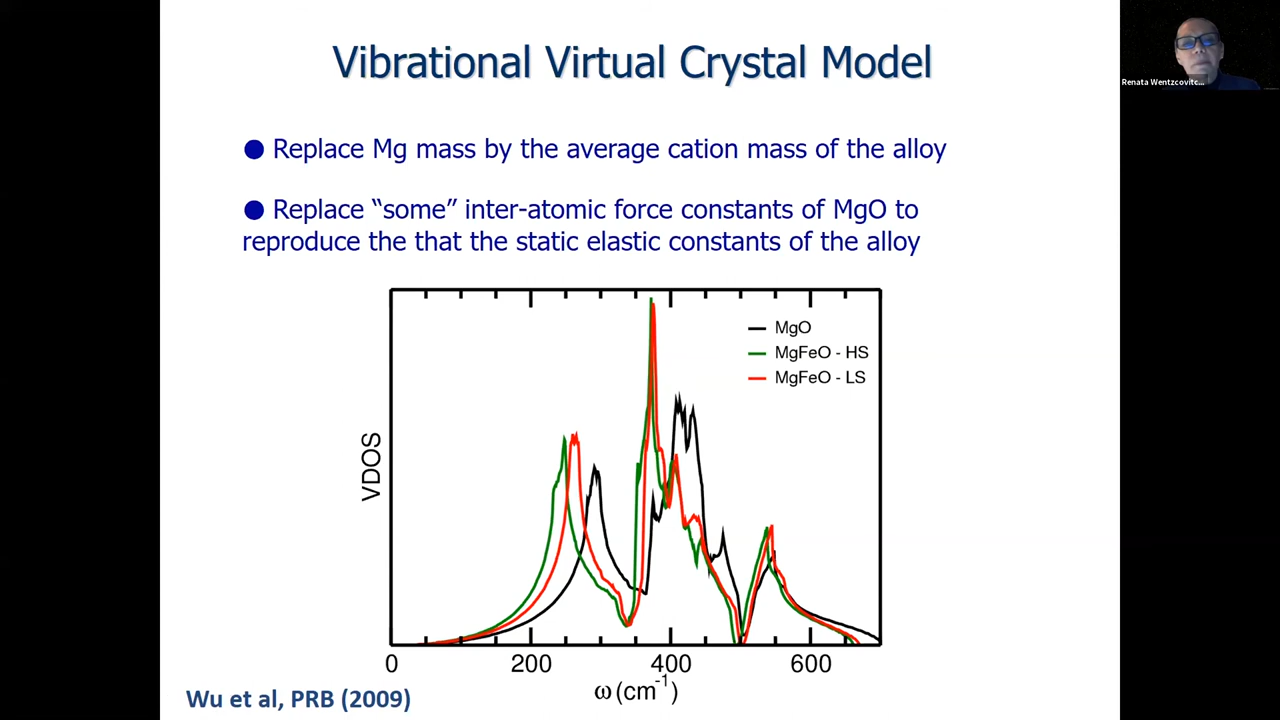 Vibrational Virtual Crystal Model
Renata Wentzcovitc...
● Replace Mg mass by the average cation mass of the alloy
● Replace “some” inter-atomic force constants of MgO to
reproduce the that the static elastic constants of the alloy
MgO
MgFeO - HS
MgFeO - LS
VDOS
0 200 400 600
ω (cm⁻¹)
Wu et al, PRB (2009)